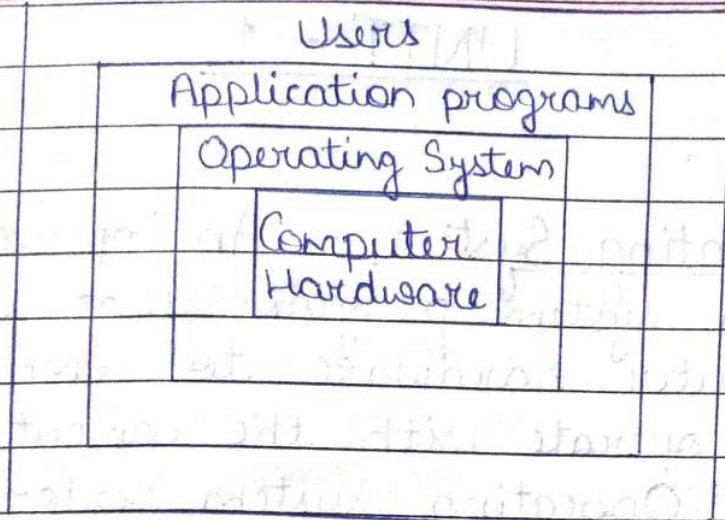 Users
Application programs
Operating System
Computer
Hardware